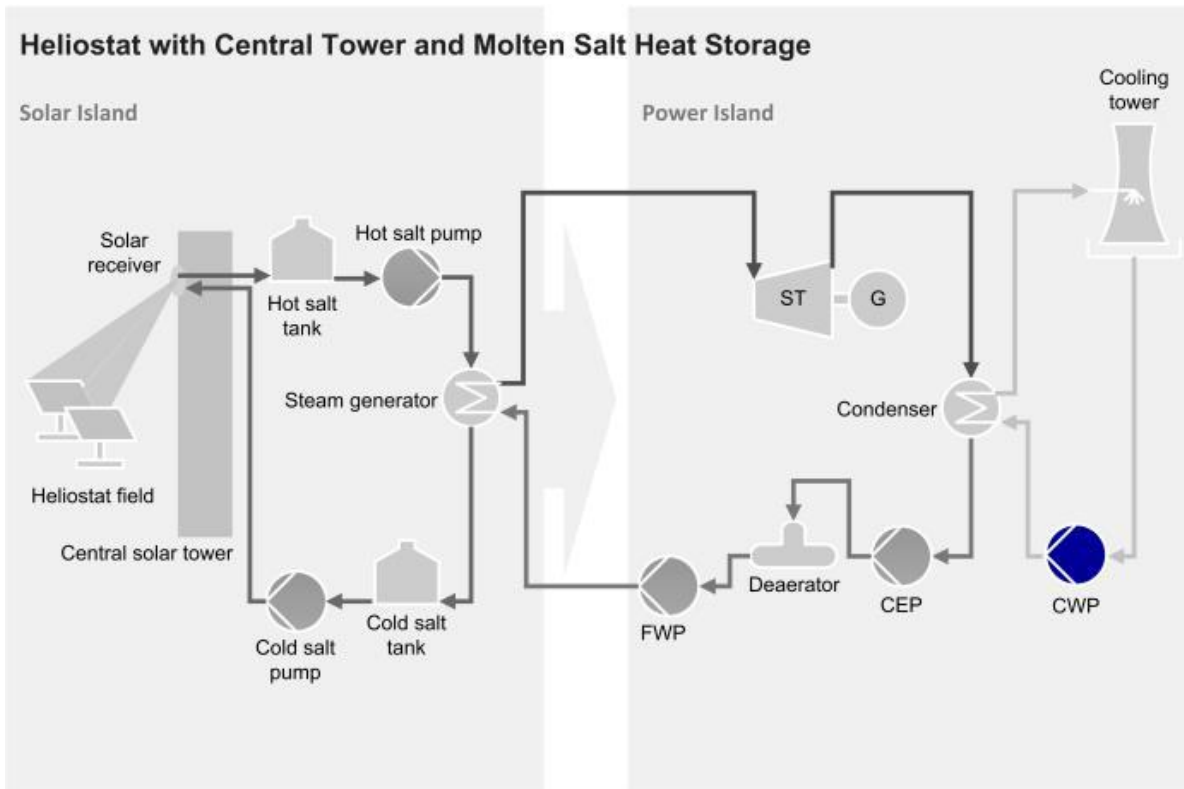 Heliostat with Central Tower and Molten Salt Heat Storage
Solar Island
Power Island
Cooling
tower
Solar
receiver
Hot salt pump
Hot salt
tank
ST
G
Steam generator
Condenser
Heliostat field
Central solar tower
Cold salt
pump
Cold salt
tank
FWP
Deaerator
CEP
CWP